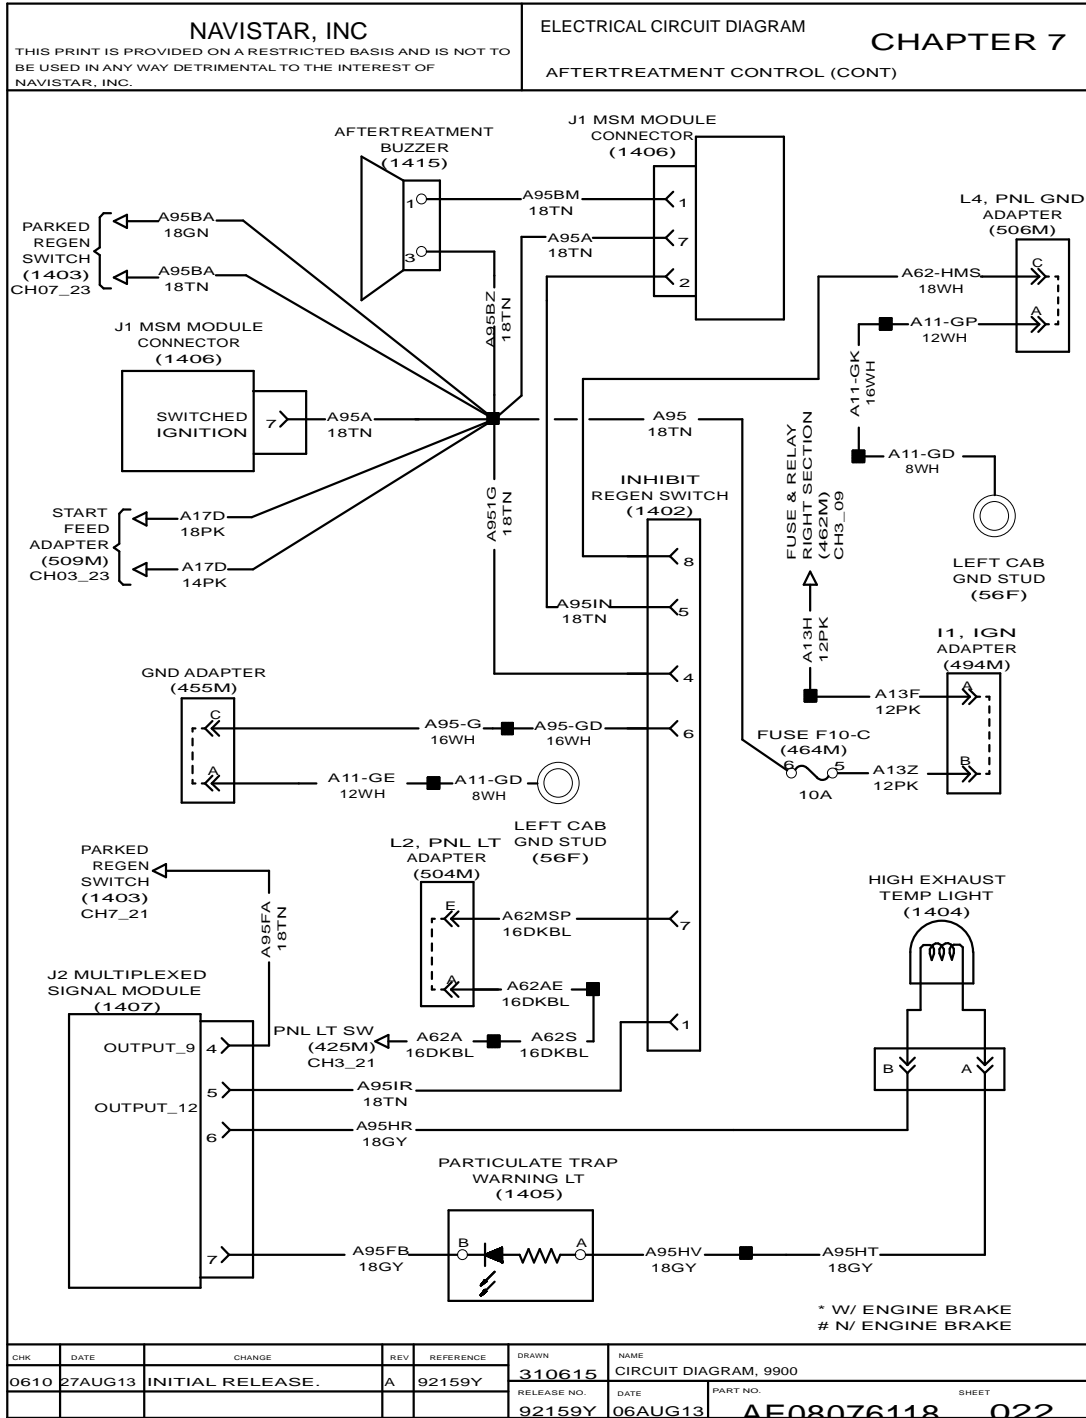 NAVISTAR, INC
THIS PRINT IS PROVIDED ON A RESTRICTED BASIS AND IS NOT TO
BE USED IN ANY WAY DETRIMENTAL TO THE INTEREST OF
NAVISTAR, INC.
ELECTRICAL CIRCUIT DIAGRAM
CHAPTER 7
AFTERTREATMENT CONTROL (CONT)
AFTERTREATMENT
BUZZER
(1415)
1
3
J1 MSM MODULE
CONNECTOR
(1406)
1
7
2
A95BM
18TN
A95A
18TN
L4, PNL GND
ADAPTER
(506M)
C
A
A62-HMS
18WH
A11-GP
12WH
A11-GK
16WH
A11-GD
8WH
LEFT CAB
GND STUD
(56F)
PARKED
REGEN
SWITCH
(1403)
CH07_23
A95BA
18GN
A95BA
18TN
A95BZ
18TN
J1 MSM MODULE
CONNECTOR
(1406)
SWITCHED
IGNITION
7
A95A
18TN
A95
18TN
START
FEED
ADAPTER
(509M)
CH03_23
A17D
18PK
A17D
14PK
A951G
18TN
INHIBIT
REGEN SWITCH
(1402)
8
5
4
6
7
1
A95IN
18TN
FUSE & RELAY
RIGHT SECTION
(462M)
CH3_09
A13H
12PK
I1, IGN
ADAPTER
(494M)
A
B
A13F
12PK
FUSE F10-C
(464M)
6
5
10A
A13Z
12PK
GND ADAPTER
(455M)
C
A
A95-G
16WH
A95-GD
16WH
A11-GE
12WH
A11-GD
8WH
LEFT CAB
GND STUD
(56F)
L2, PNL LT
ADAPTER
(504M)
E
A
A62MSP
16DKBL
A62AE
16DKBL
PNL LT SW
(425M)
CH3_21
A62A
16DKBL
A62S
16DKBL
PARKED
REGEN
SWITCH
(1403)
CH7_21
A95FA
18TN
HIGH EXHAUST
TEMP LIGHT
(1404)
B
A
J2 MULTIPLEXED
SIGNAL MODULE
(1407)
OUTPUT_9
4
5
OUTPUT_12
6
7
A95IR
18TN
A95HR
18GY
PARTICULATE TRAP
WARNING LT
(1405)
B
A
A95FB
18GY
A95HV
18GY
A95HT
18GY
* W/ ENGINE BRAKE
# N/ ENGINE BRAKE
CHK
DATE
CHANGE
REV
REFERENCE
0610
27AUG13
INITIAL RELEASE.
A
92159Y
DRAWN
310615
NAME
CIRCUIT DIAGRAM, 9900
RELEASE NO.
92159Y
DATE
06AUG13
PART NO.
AE08076118
SHEET
022